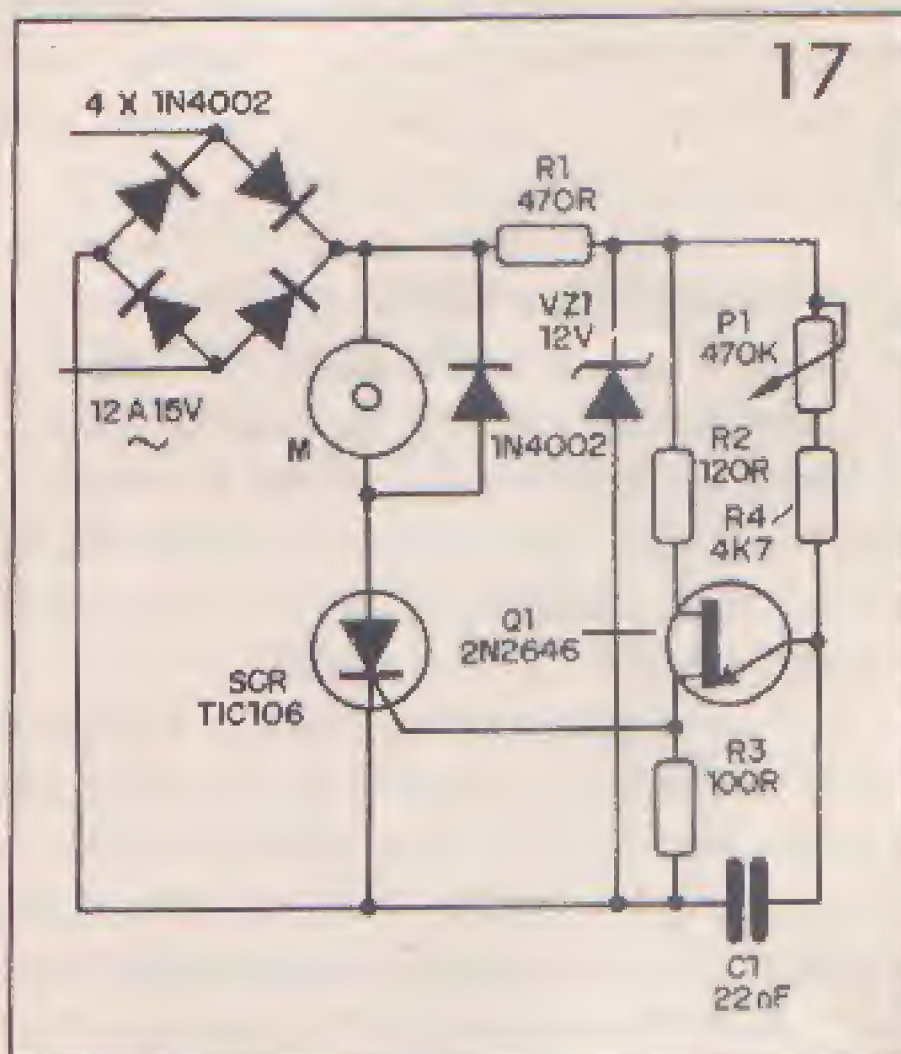 17
4 X 1N4002
R1
470R
VZ1
12V
P1
470K
12 A 15V
~
M
1N4002
R2
120R
R4
4K7
Q1
2N2646
SCR
TIC106
R3
100R
C1
22nF